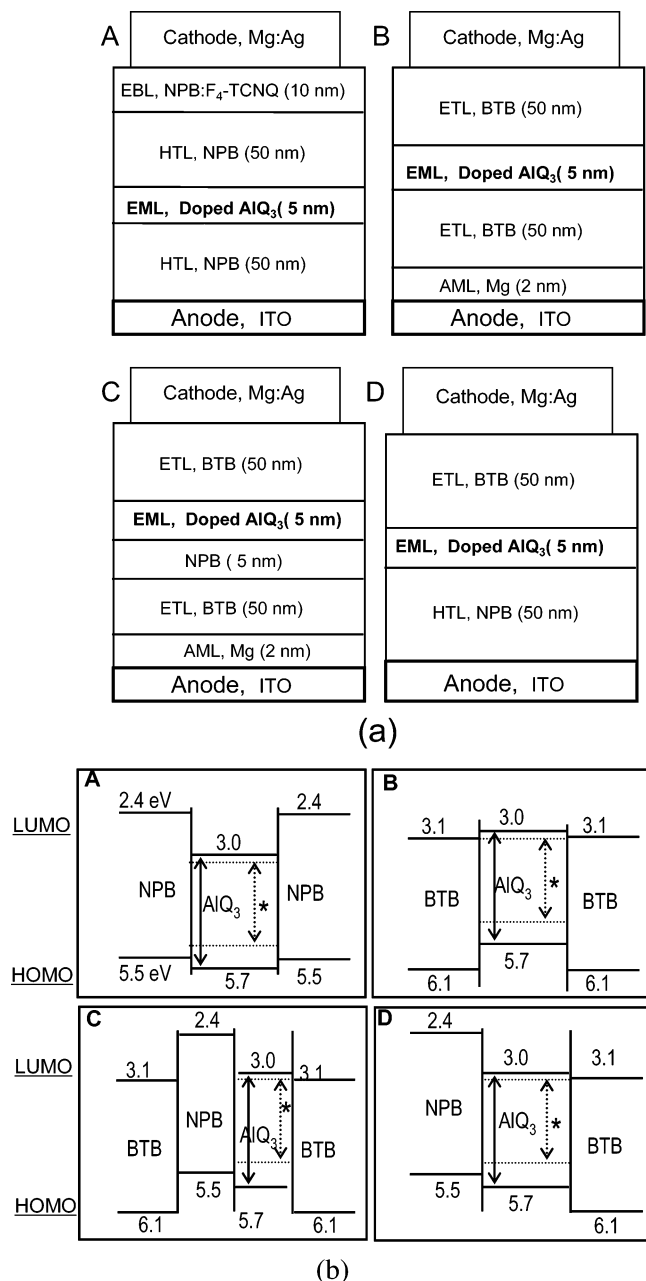 A
Cathode, Mg:Ag
EBL, NPB:F₄-TCNQ (10 nm)
HTL, NPB (50 nm)
EML, Doped AlQ₃( 5 nm)
HTL, NPB (50 nm)
Anode, ITO
B
Cathode, Mg:Ag
ETL, BTB (50 nm)
EML, Doped AlQ₃( 5 nm)
ETL, BTB (50 nm)
AML, Mg (2 nm)
Anode, ITO
C
Cathode, Mg:Ag
ETL, BTB (50 nm)
EML, Doped AlQ₃( 5 nm)
NPB ( 5 nm)
ETL, BTB (50 nm)
AML, Mg (2 nm)
Anode, ITO
D
Cathode, Mg:Ag
ETL, BTB (50 nm)
EML, Doped AlQ₃( 5 nm)
HTL, NPB (50 nm)
Anode, ITO
(a)
A
LUMO
2.4 eV
2.4
3.0
NPB
AlQ₃
*
NPB
HOMO
5.5 eV
5.7
5.5
B
3.1
3.0
3.1
BTB
AlQ₃
*
BTB
6.1
5.7
6.1
C
2.4
LUMO
3.1
3.0
3.1
*
NPB
AlQ₃
BTB
BTB
5.5
HOMO
6.1
5.7
6.1
D
2.4
3.0
3.1
NPB
AlQ₃
*
BTB
5.5
5.7
6.1
(b)